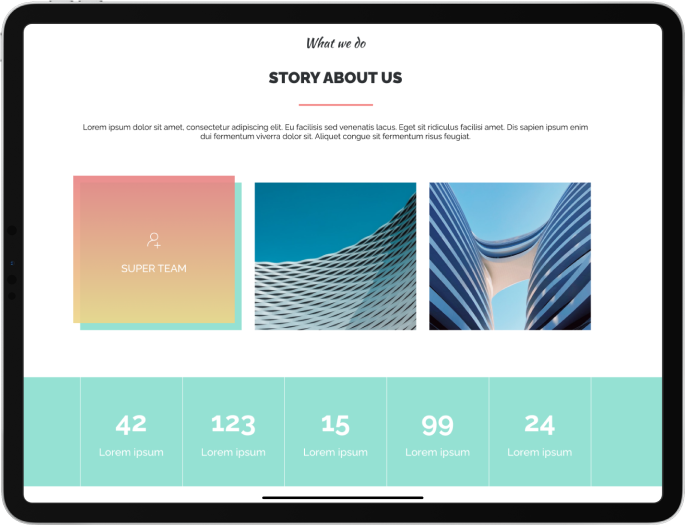 What we do
STORY ABOUT US
Lorem ipsum dolor sit amet, consectetur adipiscing elit. Eu facilisis sed venenatis lacus. Eget sit ridiculus facilisi amet. Dis sapien ipsum enim
dui fermentum viverra dolor sit. Aliquet congue sit fermentum risus feugiat.
SUPER TEAM
42
123
15
99
24
Lorem ipsum
Lorem ipsum
Lorem ipsum
Lorem ipsum
Lorem ipsum